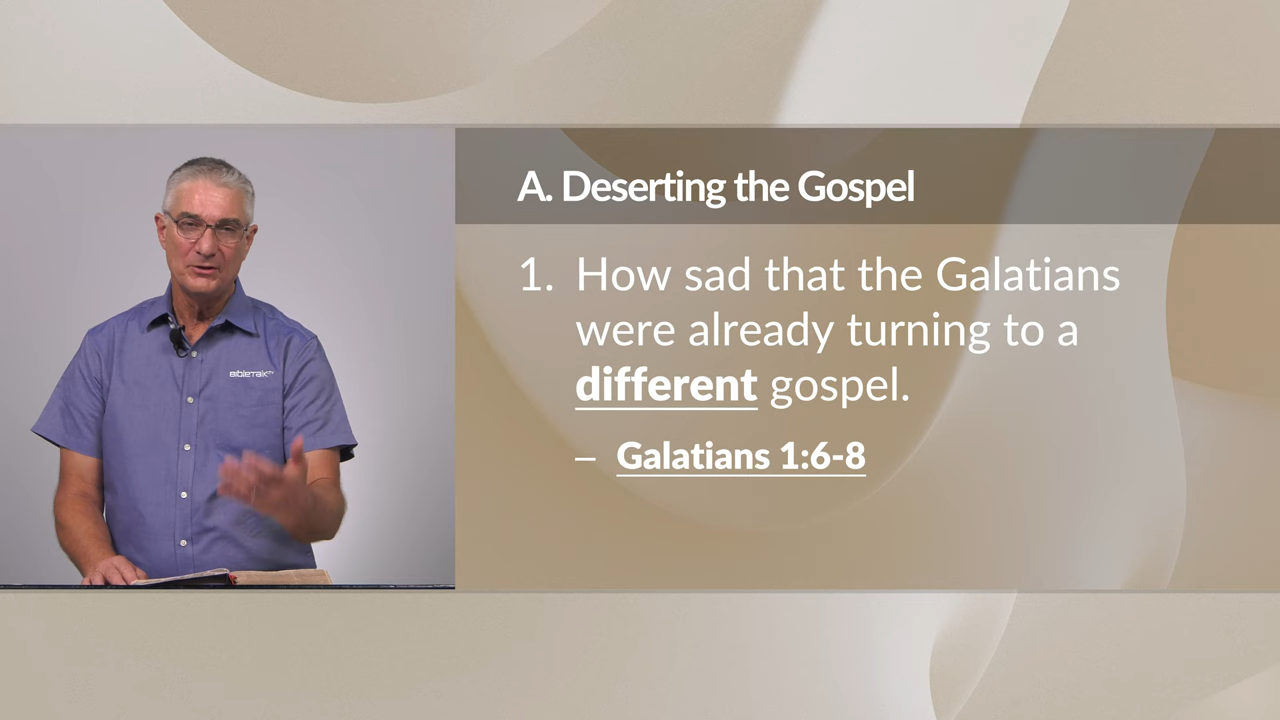 A. Deserting the Gospel
1. How sad that the Galatians
were already turning to a
different gospel.
– Galatians 1:6-8
BIBLETALK